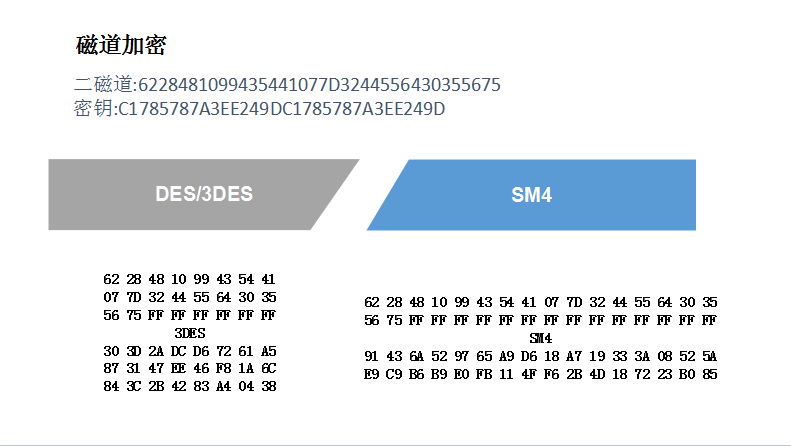 磁道加密
二磁道:6228481099435441077D3244556430355675
密钥:C1785787A3EE249DC1785787A3EE249D
DES/3DES
62 28 48 10 99 43 54 41
07 7D 32 44 55 64 30 35
56 75 FF FF FF FF FF FF
3DES
30 3D 2A DC D6 72 61 A5
87 31 47 EE 46 F8 1A 6C
84 3C 2B 42 83 A4 04 38
SM4
62 28 48 10 99 43 54 41 07 7D 32 44 55 64 30 35
56 75 FF FF FF FF FF FF FF FF FF FF FF FF FF FF
SM4
91 43 6A 52 97 65 A9 D6 18 A7 19 33 3A 08 52 5A
E9 C9 B6 B9 E0 FB 11 4F F6 2B 4D 18 72 23 B0 85